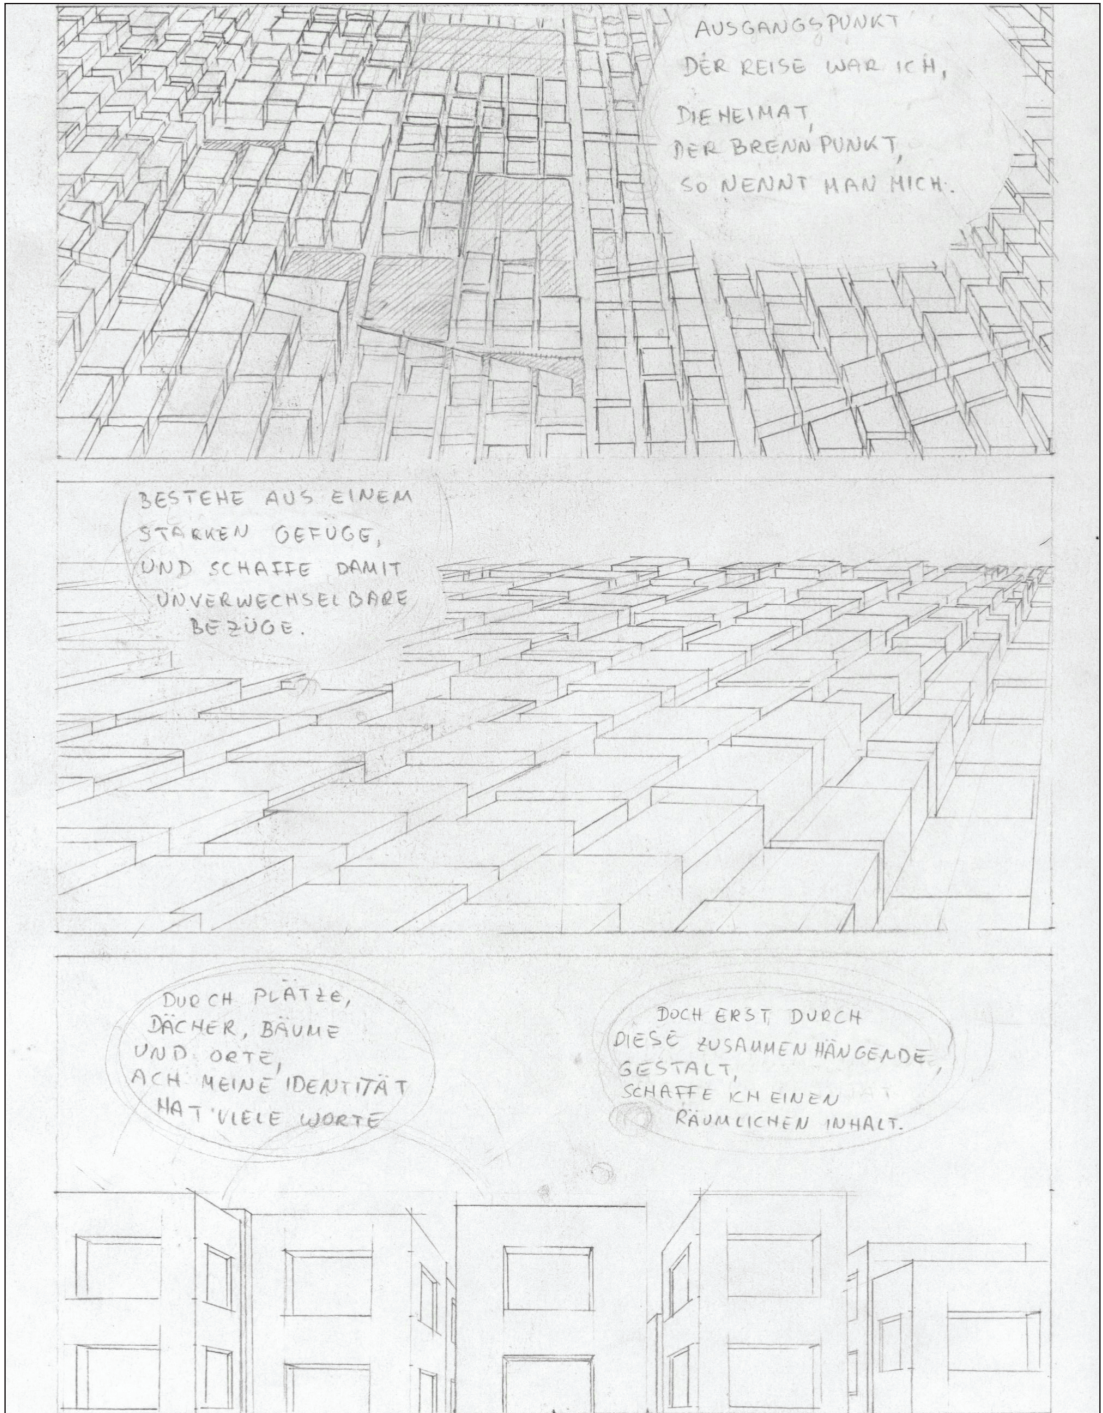 AUSGANGSPUNKT
DER REISE WAR ICH,
DIE HEIMAT,
DER BRENNPUNKT,
SO NENNT MAN MICH.
BESTEHE AUS EINEM
STARKEN GEFÜGE,
UND SCHAFFE DAMIT
UNVERWECHSELBARE
BEZÜGE.
DURCH PLÄTZE,
DÄCHER, BÄUME
UND ORTE,
ACH MEINE IDENTITÄT
HAT VIELE WORTE
DOCH ERST DURCH
DIESE ZUSAMMENHÄNGENDE,
GESTALT,
SCHAFFE ICH EINEN
RÄUMLICHEN INHALT.